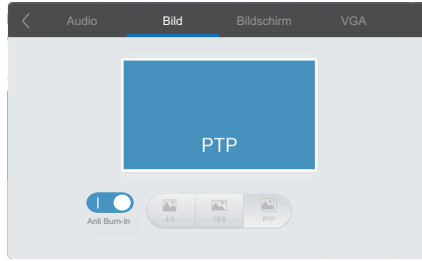 Audio Bild Bildschirm VGA
PTP
Anti Burn-In 4:3 16:9 PTP